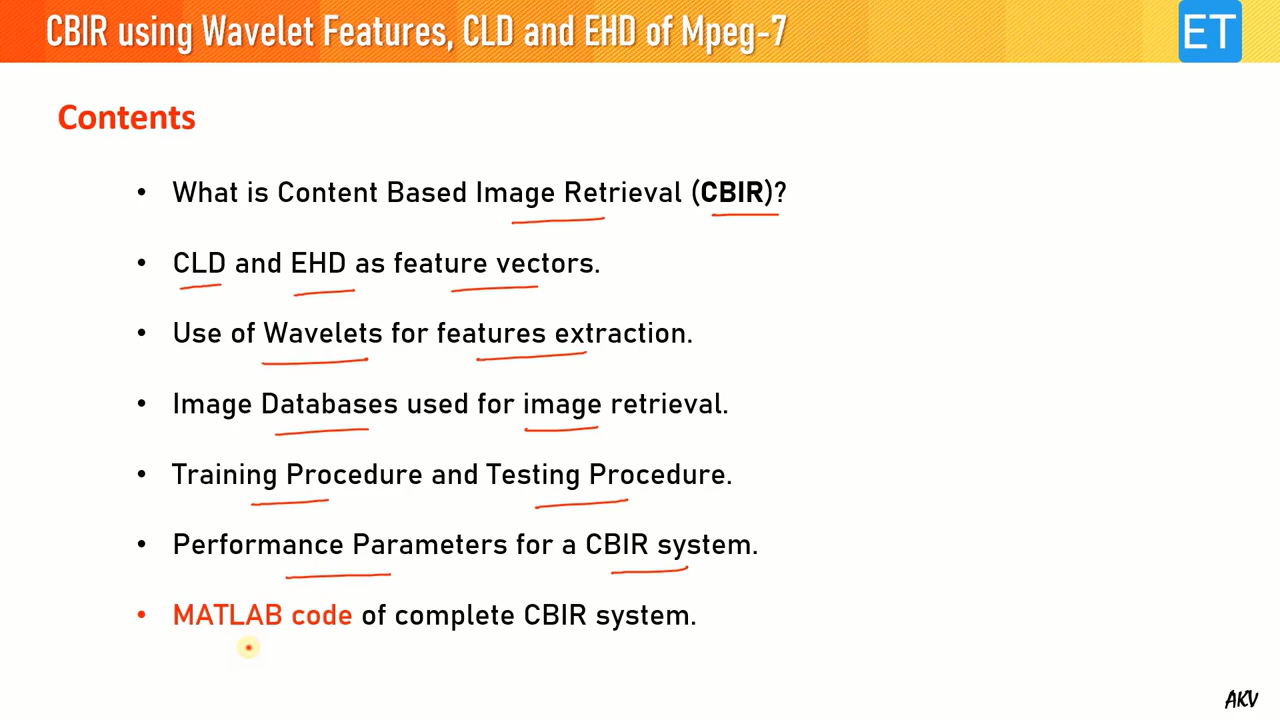 CBIR using Wavelet Features, CLD and EHD of Mpeg-7
ET
Contents
• What is Content Based Image Retrieval (CBIR)?
• CLD and EHD as feature vectors.
• Use of Wavelets for features extraction.
• Image Databases used for image retrieval.
• Training Procedure and Testing Procedure.
• Performance Parameters for a CBIR system.
• MATLAB code of complete CBIR system.
AKV